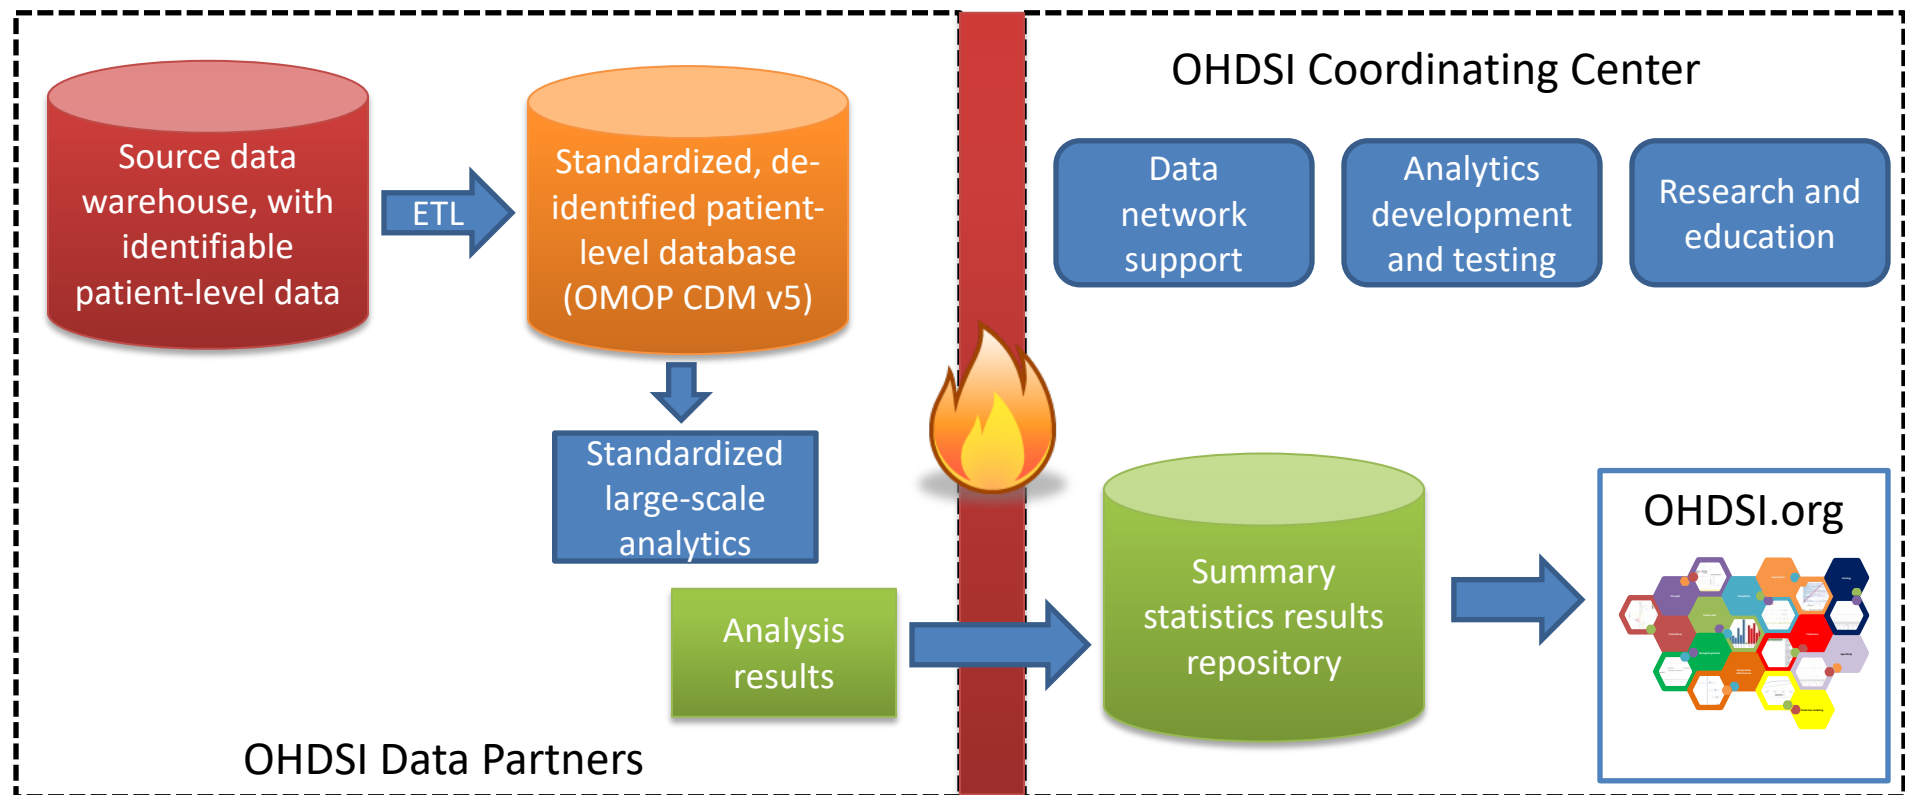 OHDSI Coordinating Center
Source data
warehouse, with
identifiable
patient-level data
ETL
Standardized, de-
identified patient-
level database
(OMOP CDM v5)
Data
network
support
Analytics
development
and testing
Research and
education
Standardized
large-scale
analytics
Analysis
results
Summary
statistics results
repository
OHDSI.org
OHDSI Data Partners